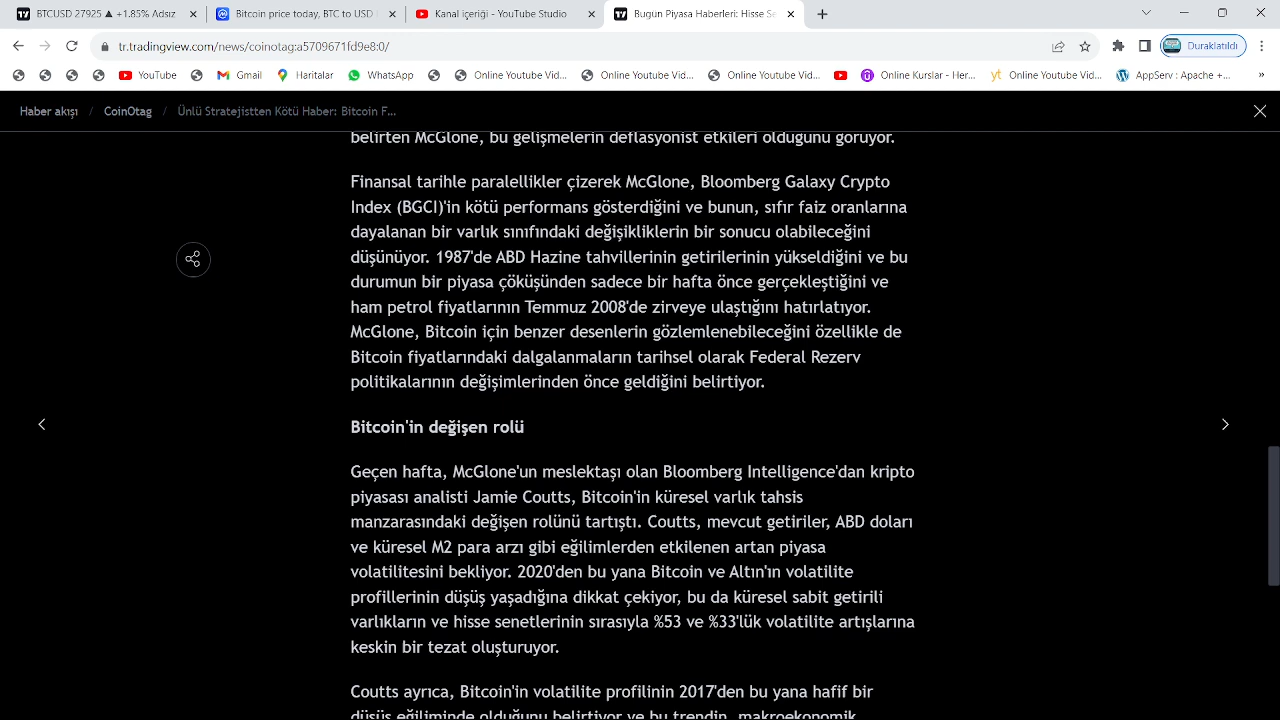 BTCUSD 27925 ▲ +1.85% Adsız
Bitcoin price today, BTC to USD
Kanal içeriği - YouTube Studio
Bugün Piyasa Haberleri: Hisse Se
tr.tradingview.com/news/coinotag:a5709671fd9e8:0/
Duraklatıldı
YouTube
Gmail
Haritalar
WhatsApp
Online Youtube Vid...
Online Youtube Vid...
Online Youtube Vid...
Online Kurslar - Her...
yt Online Youtube Vid...
AppServ : Apache +...
»
Haber akışı / CoinOtag / Ünlü Stratejistten Kötü Haber: Bitcoin F...
belirten McGlone, bu gelişmelerin deflasyonist etkileri olduğunu görüyor.
Finansal tarihle paralellikler çizerek McGlone, Bloomberg Galaxy Crypto
Index (BGCI)'in kötü performans gösterdiğini ve bunun, sıfır faiz oranlarına
dayalanan bir varlık sınıfındaki değişikliklerin bir sonucu olabileceğini
düşünüyor. 1987'de ABD Hazine tahvillerinin getirilerinin yükseldiğini ve bu
durumun bir piyasa çöküşünden sadece bir hafta önce gerçekleştiğini ve
ham petrol fiyatlarının Temmuz 2008'de zirveye ulaştığını hatırlatıyor.
McGlone, Bitcoin için benzer desenlerin gözlemlenebileceğini özellikle de
Bitcoin fiyatlarındaki dalgalanmaların tarihsel olarak Federal Rezerv
politikalarının değişimlerinden önce geldiğini belirtiyor.
Bitcoin'in değişen rolü
Geçen hafta, McGlone'un meslektaşı olan Bloomberg Intelligence'dan kripto
piyasası analisti Jamie Coutts, Bitcoin'in küresel varlık tahsis
manzarasındaki değişen rolünü tartıştı. Coutts, mevcut getiriler, ABD doları
ve küresel M2 para arzı gibi eğilimlerden etkilenen artan piyasa
volatilitesini bekliyor. 2020'den bu yana Bitcoin ve Altın'ın volatilite
profillerinin düşüş yaşadığına dikkat çekiyor, bu da küresel sabit getirili
varlıkların ve hisse senetlerinin sırasıyla %53 ve %33'lük volatilite artışlarına
keskin bir tezat oluşturuyor.
Coutts ayrıca, Bitcoin'in volatilite profilinin 2017'den bu yana hafif bir
düşüş eğiliminde olduğunu belirtiyor ve bu trendin, makroekonomik